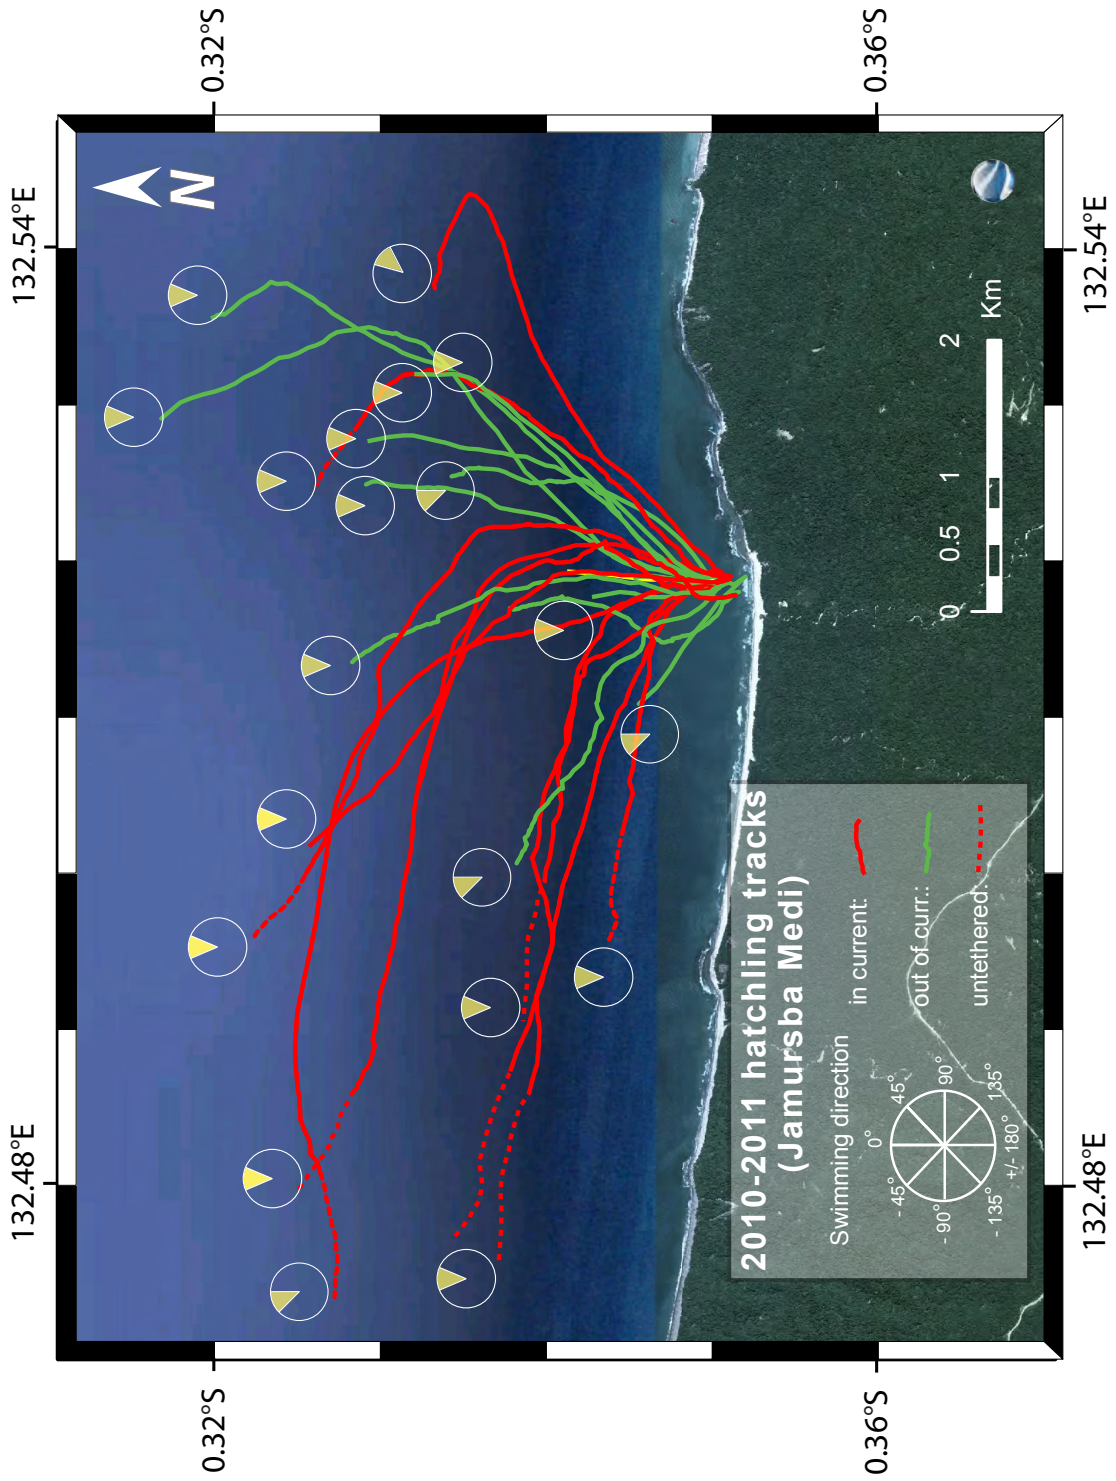 0.32°S
0.36°S
132.54°E
N
132.54°E
2010-2011 hatchling tracks
(Jamursba Medi)
Swimming direction
in current:
out of curr.:
untethered:
0°
- 45°
45°
- 90°
90°
- 135°
135°
+/- 180°
0
0.5
1
2
Km
132.48°E
132.48°E
0.32°S
0.36°S